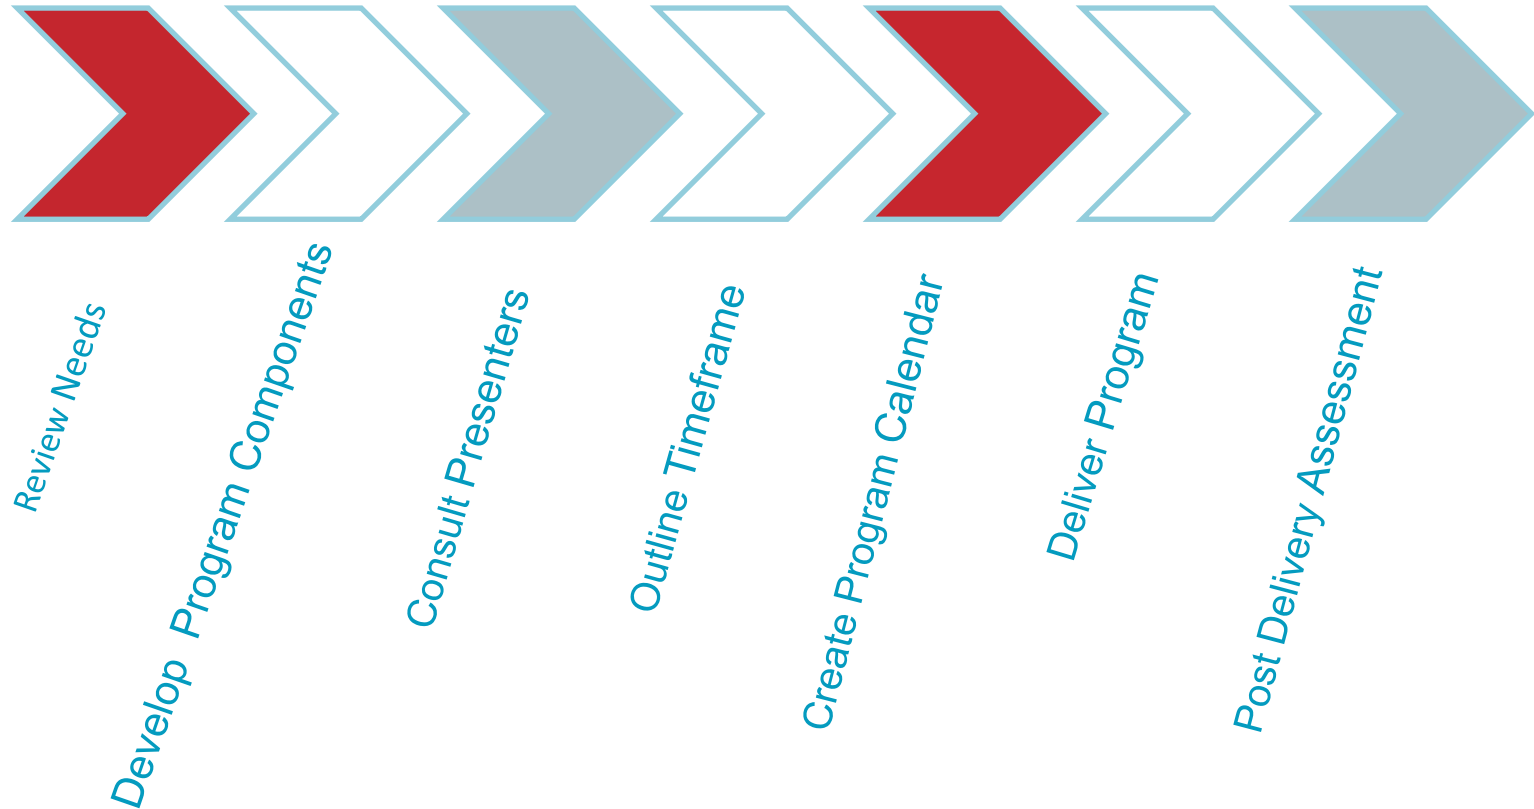 Review Needs
Develop  Program Components
Consult Presenters
Outline Timeframe
Create Program Calendar
Deliver Program
Post Delivery Assessment